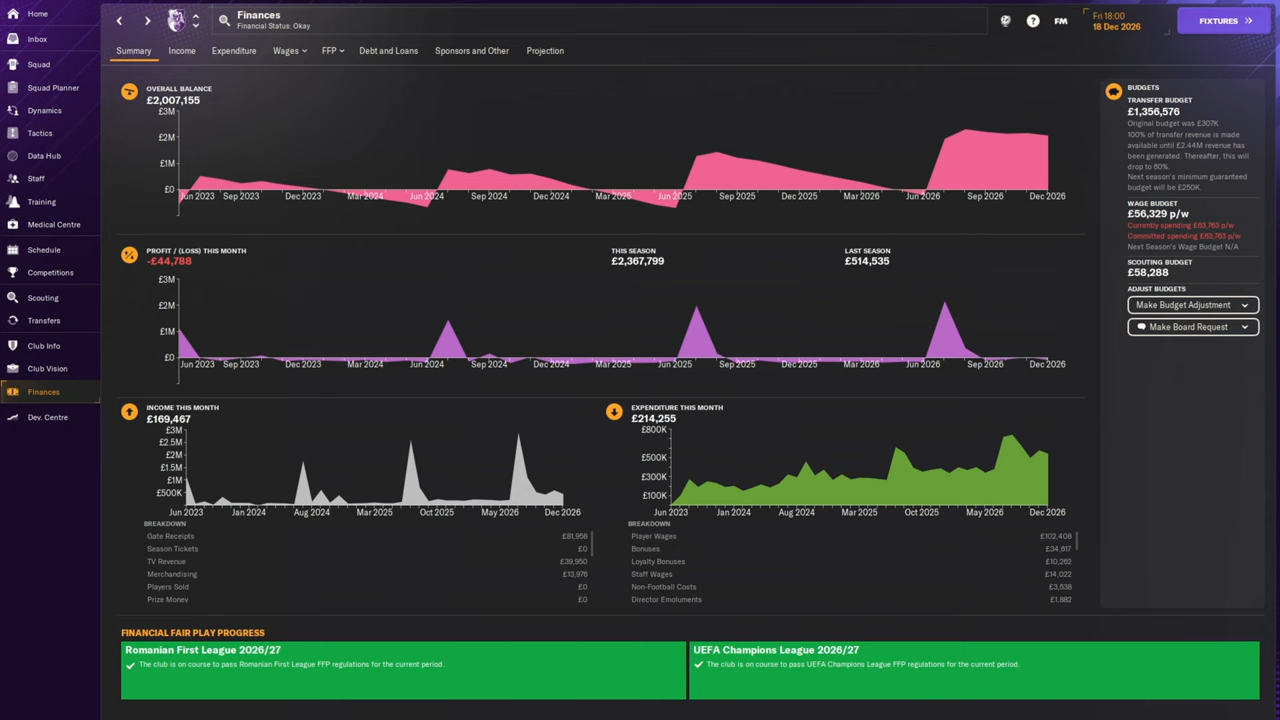 Home
Inbox
Squad
Squad Planner
Dynamics
Tactics
Data Hub
Staff
Training
Medical Centre
Schedule
Competitions
Scouting
Transfers
Club Info
Club Vision
Finances
Dev. Centre
Finances
Financial Status: Okay
FM
Fri 18:00
18 Dec 2026
FIXTURES
Summary Income Expenditure Wages FFP Debt and Loans Sponsors and Other Projection
OVERALL BALANCE
£2,007,155
£3M
£2M
£1M
£0
Jun 2023 Sep 2023 Dec 2023 Mar 2024 Jun 2024 Sep 2024 Dec 2024 Mar 2025 Jun 2025 Sep 2025 Dec 2025 Mar 2026 Jun 2026 Sep 2026 Dec 2026
PROFIT / (LOSS) THIS MONTH
-£44,788
THIS SEASON
£2,367,799
LAST SEASON
£514,535
£3M
£2M
£1M
£0
Jun 2023 Sep 2023 Dec 2023 Mar 2024 Jun 2024 Sep 2024 Dec 2024 Mar 2025 Jun 2025 Sep 2025 Dec 2025 Mar 2026 Jun 2026 Sep 2026 Dec 2026
INCOME THIS MONTH
£169,467
£3M
£2.5M
£2M
£1.5M
£1M
£500K
Jun 2023 Jan 2024 Aug 2024 Mar 2025 Oct 2025 May 2026 Dec 2026
BREAKDOWN
Gate Receipts £81,958
Season Tickets £0
TV Revenue £39,950
Merchandising £13,976
Players Sold £0
Prize Money £0
EXPENDITURE THIS MONTH
£214,255
£800K
£500K
£300K
£100K
Jun 2023 Jan 2024 Aug 2024 Mar 2025 Oct 2025 May 2026 Dec 2026
BREAKDOWN
Player Wages £102,408
Bonuses £34,617
Loyalty Bonuses £10,262
Staff Wages £14,022
Non-Football Costs £3,538
Director Emoluments £1,882
BUDGETS
TRANSFER BUDGET
£1,356,576
Original budget was £307K
100% of transfer revenue is made
available until £2.44M revenue has
been generated. Thereafter, this will
drop to 60%.
Next season's minimum guaranteed
budget will be £250K.
WAGE BUDGET
£56,329 p/w
Currently spending £63,763 p/w
Committed spending £63,763 p/w
Next Season's Wage Budget N/A
SCOUTING BUDGET
£58,288
ADJUST BUDGETS
Make Budget Adjustment
Make Board Request
FINANCIAL FAIR PLAY PROGRESS
Romanian First League 2026/27
The club is on course to pass Romanian First League FFP regulations for the current period.
UEFA Champions League 2026/27
The club is on course to pass UEFA Champions League FFP regulations for the current period.